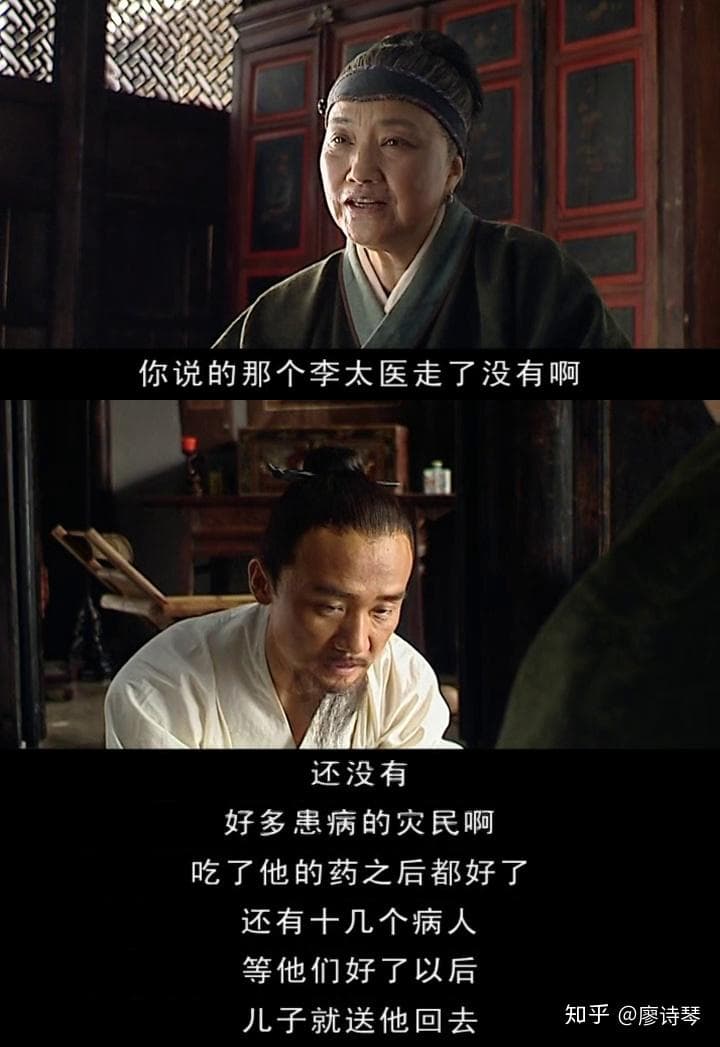 你说的那个李太医走了没有啊
还没有
好多患病的灾民啊
吃了他的药之后都好了
还有十几个病人
等他们好了以后
儿子就送他回去
知乎 @廖诗琴